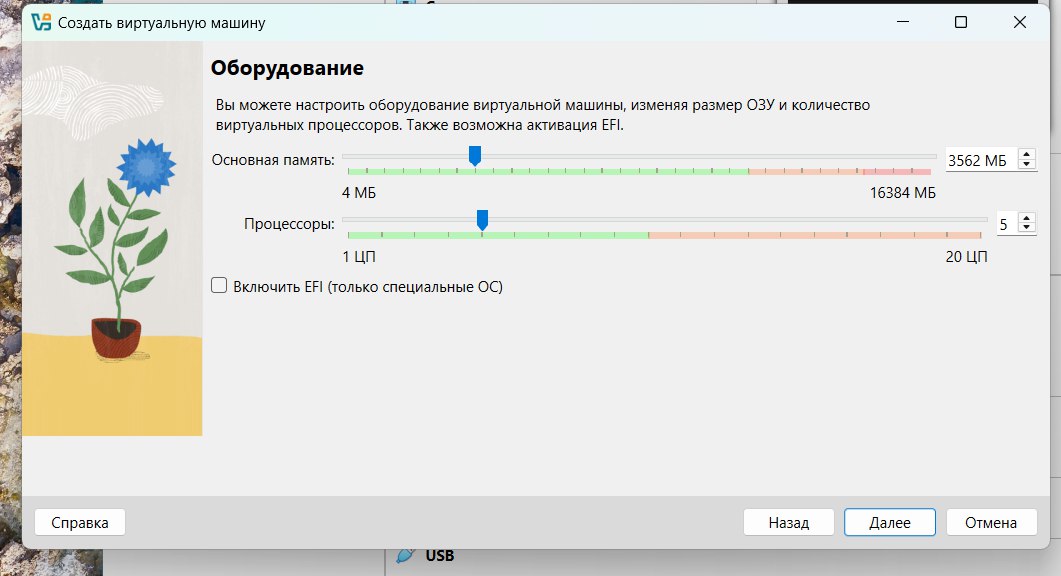 Создать виртуальную машину
Оборудование
Вы можете настроить оборудование виртуальной машины, изменяя размер ОЗУ и количество
виртуальных процессоров. Также возможна активация EFI.
Основная память: 3562 МБ
4 МБ 16384 МБ
Процессоры: 5
1 ЦП 20 ЦП
Включить EFI (только специальные ОС)
Справка Назад Далее Отмена
USB